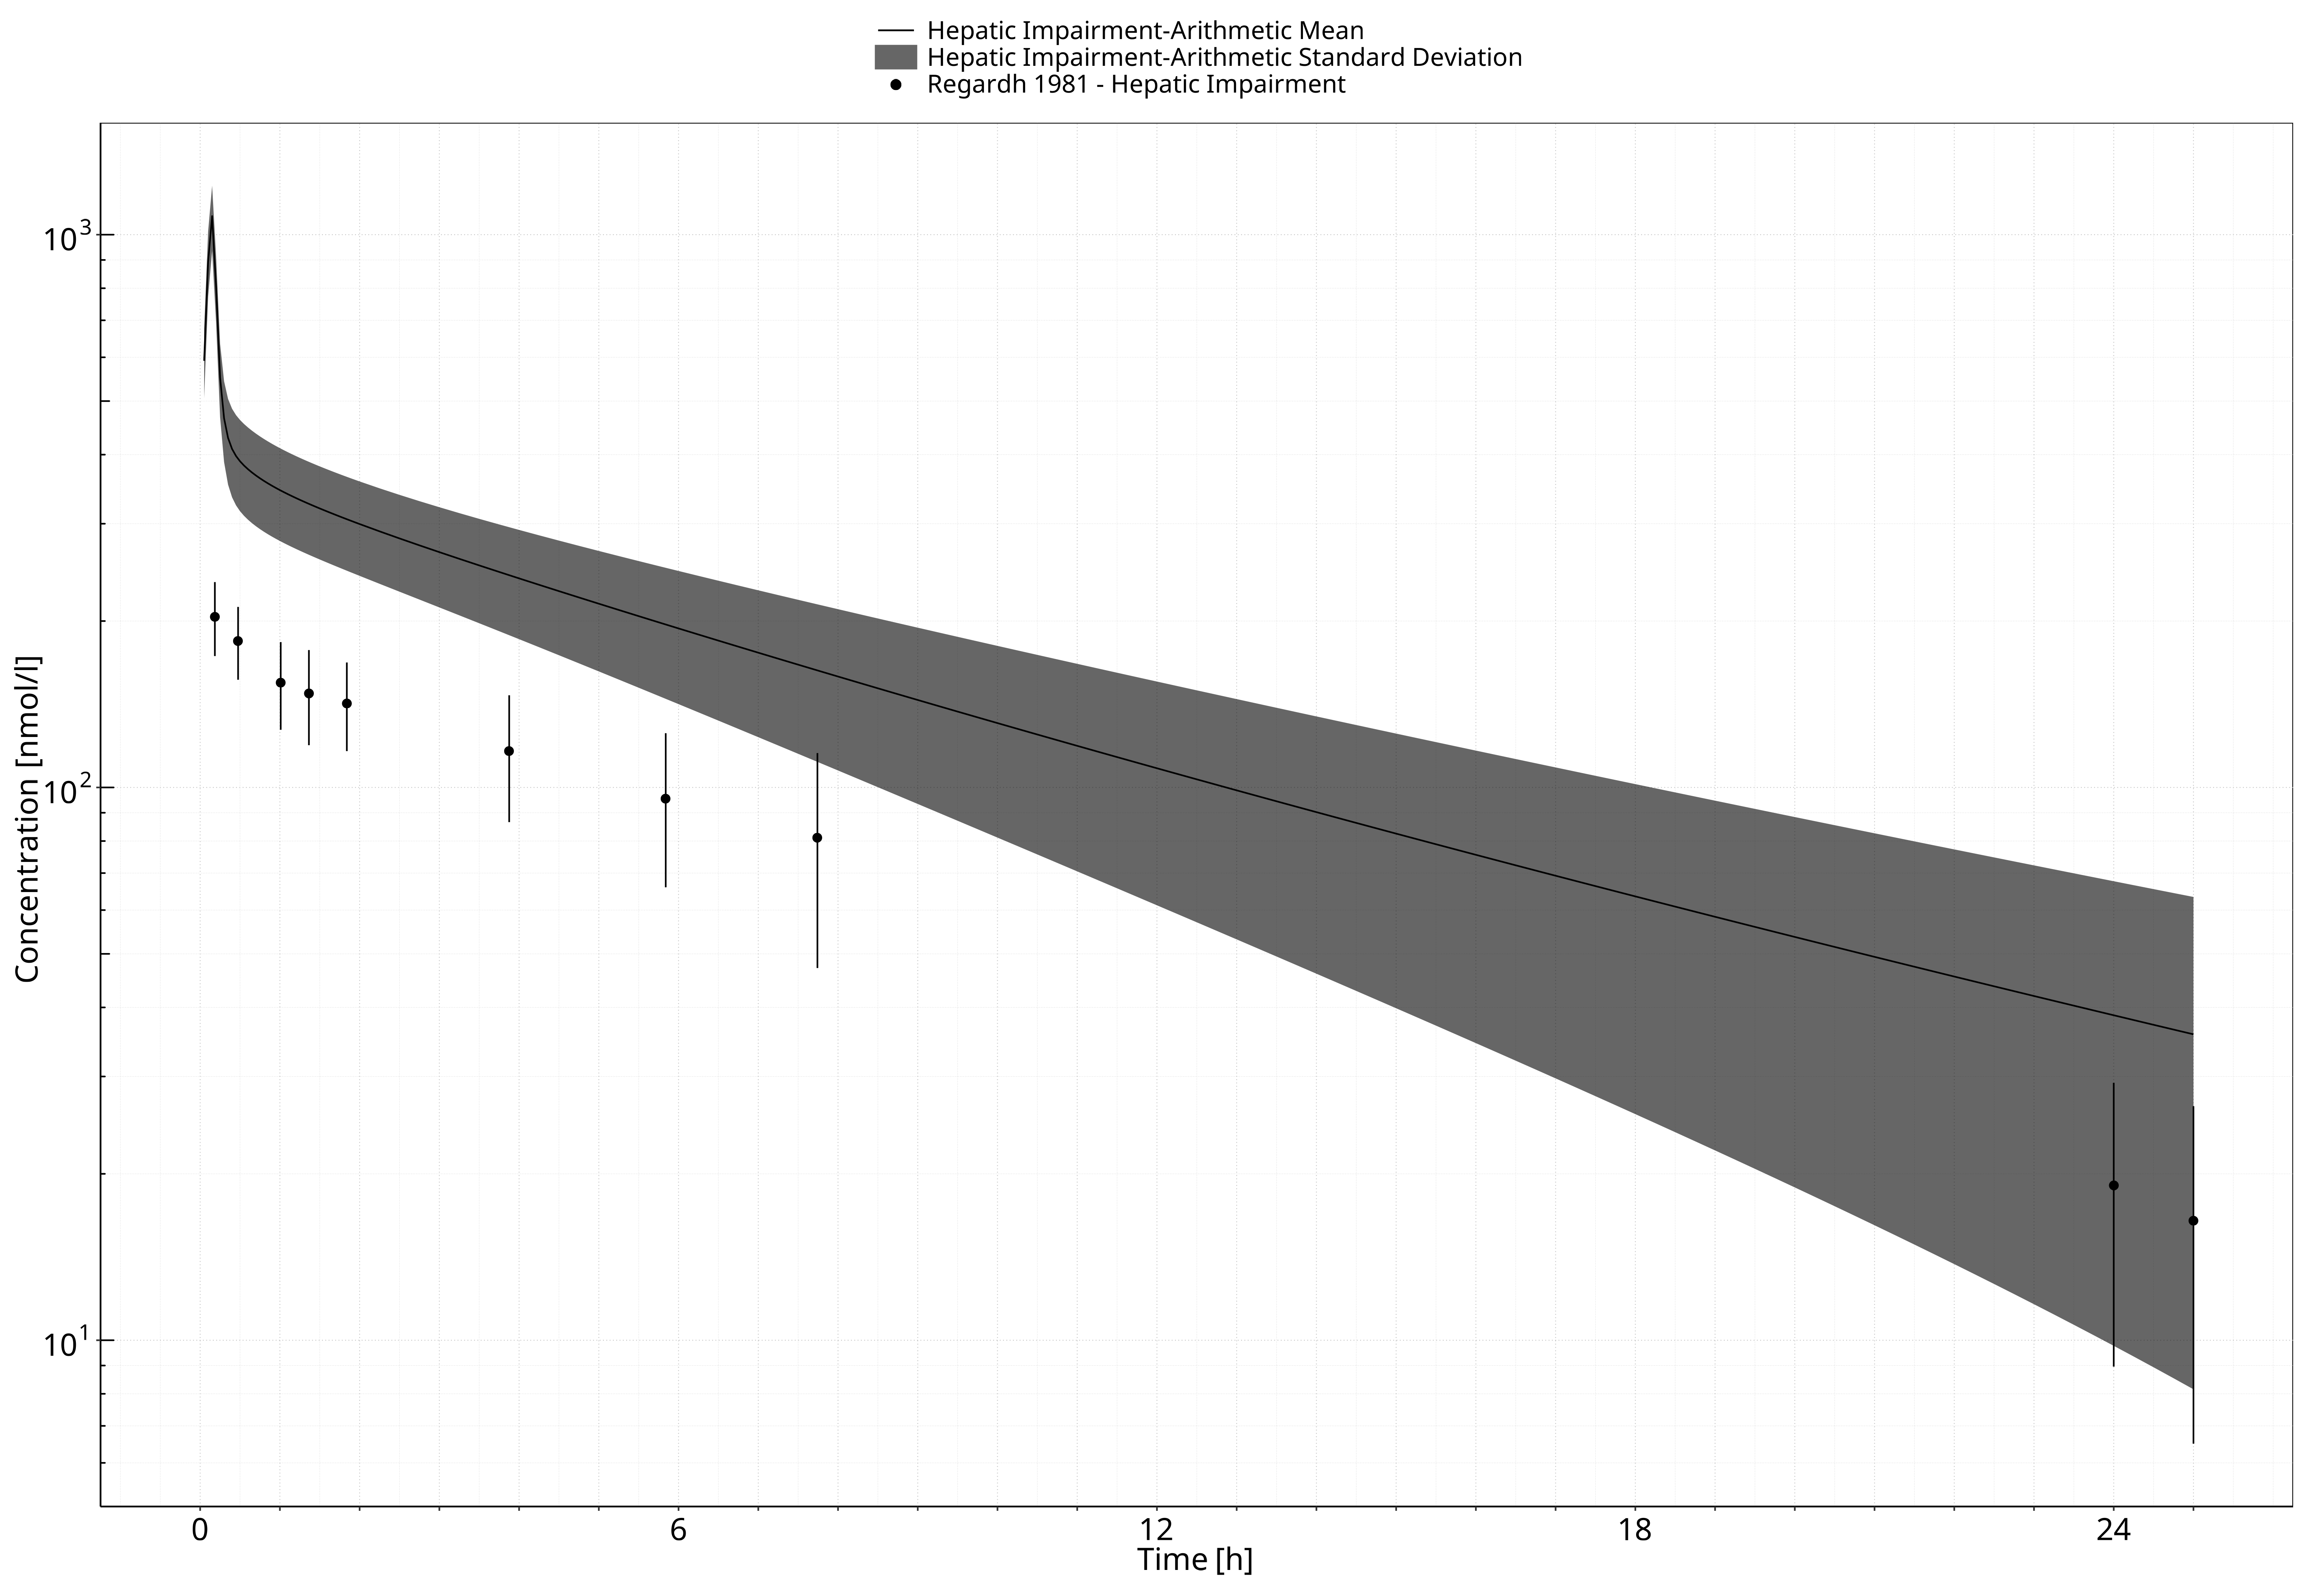 Hepatic Impairment-Arithmetic Mean
Hepatic Impairment-Arithmetic Standard Deviation
Regardh 1981 - Hepatic Impairment
10³
10²
10¹
Concentration [nmol/l]
0 6 12 18 24
Time [h]